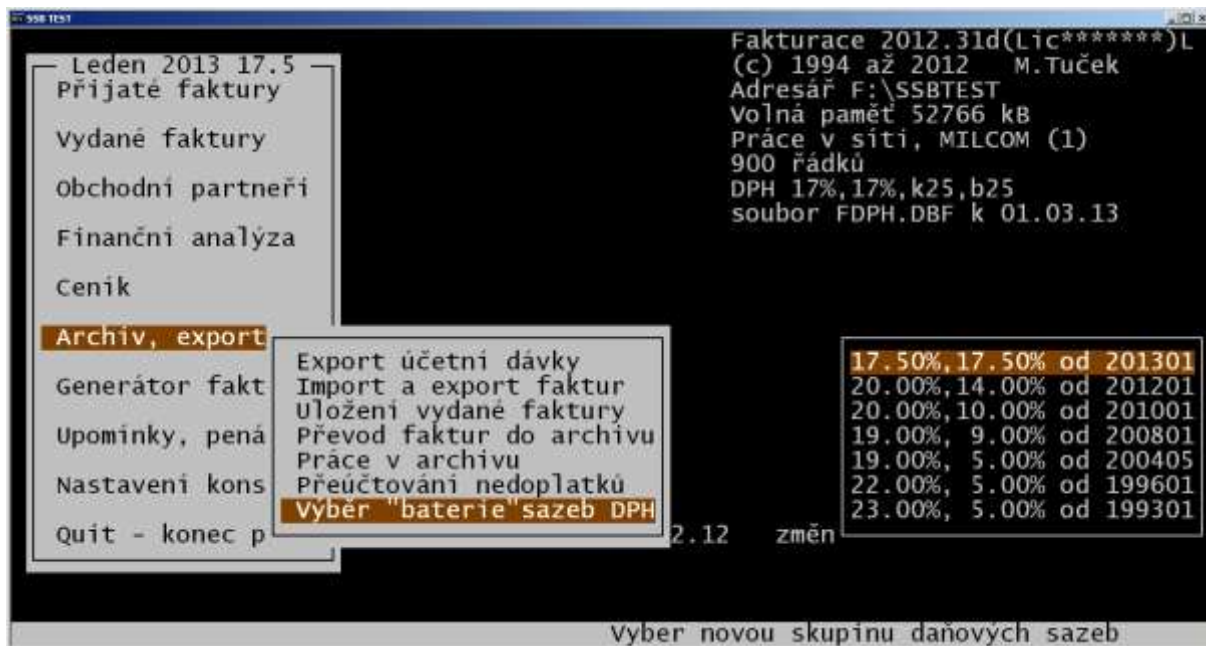 SSB TEST
Fakturace 2012.31d(Lic*******)L
(c) 1994 až 2012 M.Tuček
Adresář F:\SSBTEST
Volná paměť 52766 kB
Práce v síti, MILCOM (1)
900 řádků
DPH 17%,17%,k25,b25
soubor FDPH.DBF k 01.03.13
Leden 2013 17.5
Přijaté faktury
Vydané faktury
Obchodní partneři
Finanční analýza
Ceník
Archiv, export
Generátor fakt
Upomínky, pená
Nastavení kons
Quit - konec p
Export účetní dávky
Import a export faktur
Uložení vydané faktury
Převod faktur do archivu
Práce v archivu
Přeúčtování nedoplatků
Výběr "baterie"sazeb DPH
2.12 změn
17.50%,17.50% od 201301
20.00%,14.00% od 201201
20.00%,10.00% od 201001
19.00%, 9.00% od 200801
19.00%, 5.00% od 200405
22.00%, 5.00% od 199601
23.00%, 5.00% od 199301
Vyber novou skupinu daňových sazeb